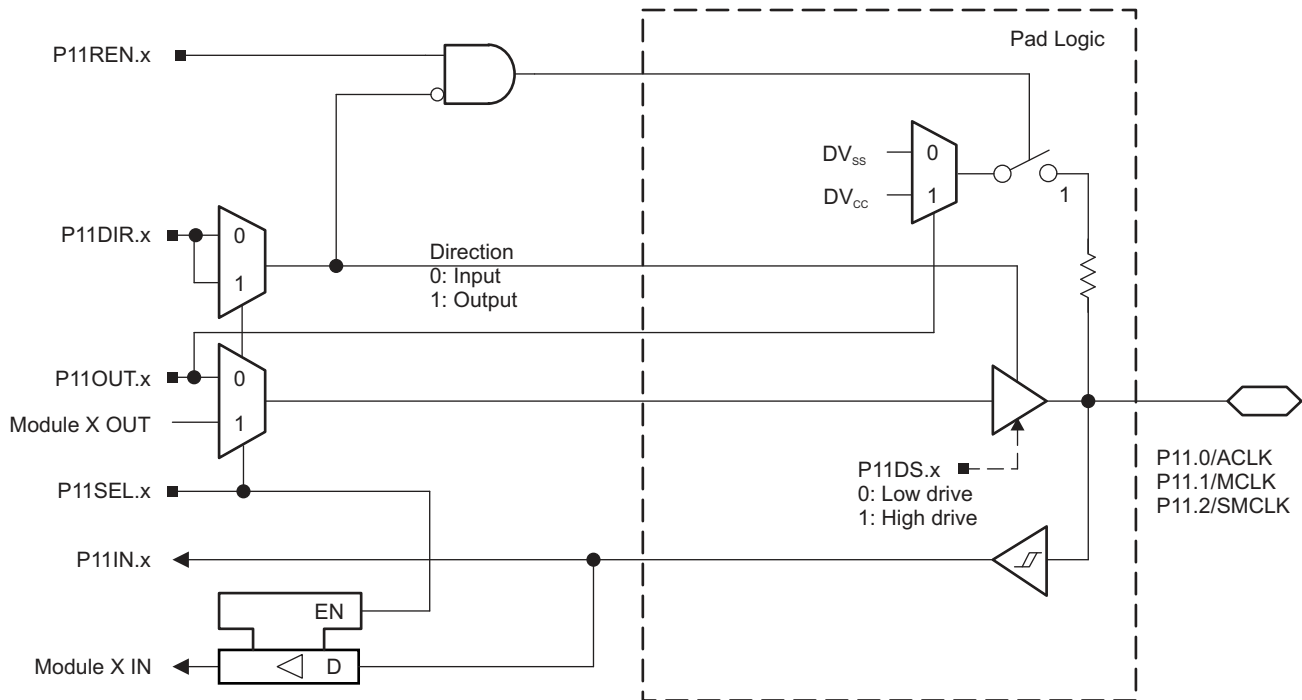 Pad Logic
P11REN.x
DVSS
0
DVCC
1
1
P11DIR.x
0
1
Direction
0: Input
1: Output
P11OUT.x
0
Module X OUT
1
P11DS.x
0: Low drive
1: High drive
P11.0/ACLK
P11.1/MCLK
P11.2/SMCLK
P11SEL.x
P11IN.x
EN
Module X IN
D